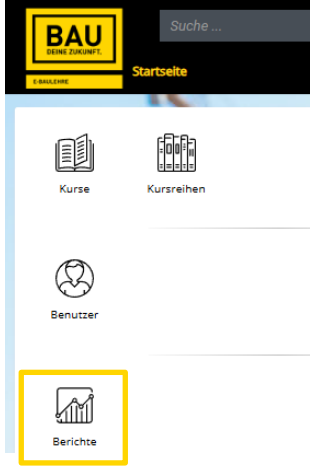 BAU
DEINE ZUKUNFT.
E-BAULEHRE
Suche ...
Startseite
Kurse
Kursreihen
Benutzer
Berichte